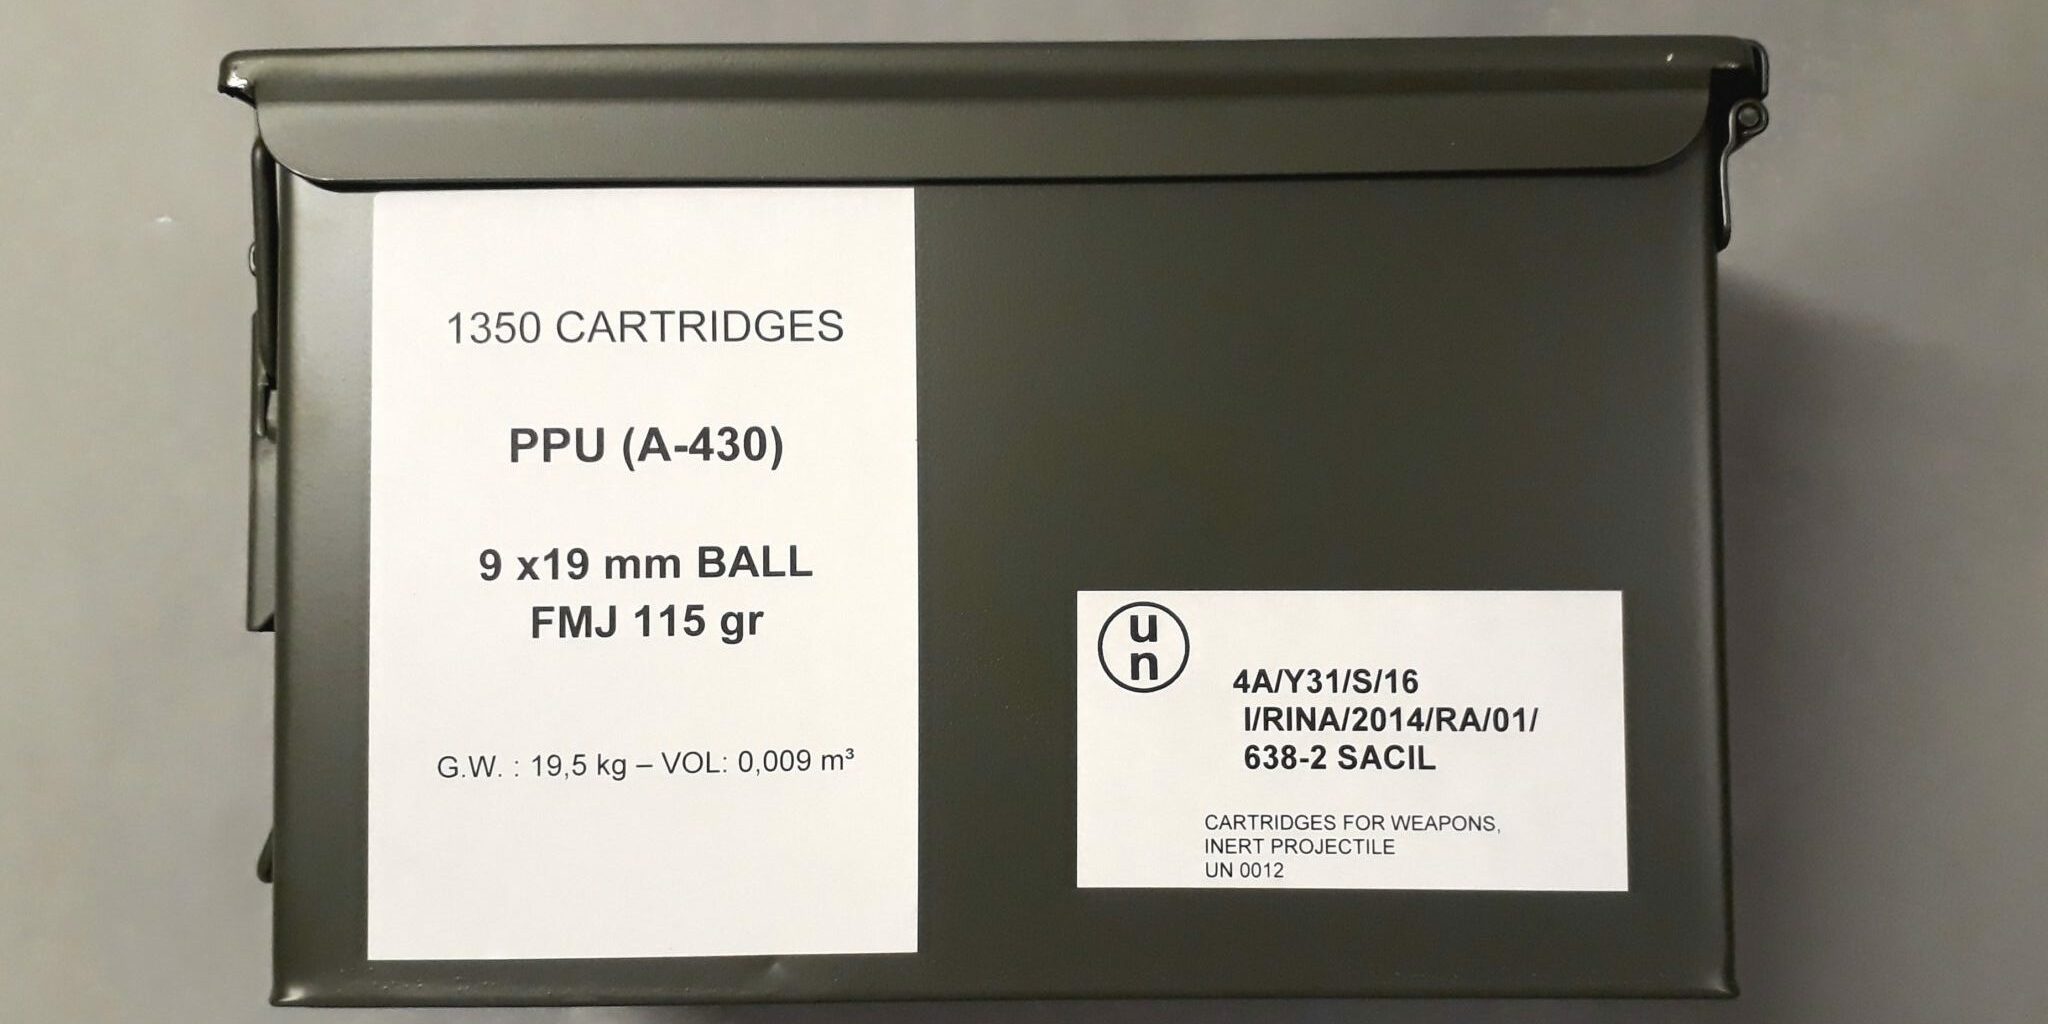 1350 CARTRIDGES
PPU (A-430)
9 x19 mm BALL
FMJ 115 gr
G.W. : 19,5 kg – VOL: 0,009 m³
u
n
4A/Y31/S/16
I/RINA/2014/RA/01/
638-2 SACIL
CARTRIDGES FOR WEAPONS,
INERT PROJECTILE
UN 0012